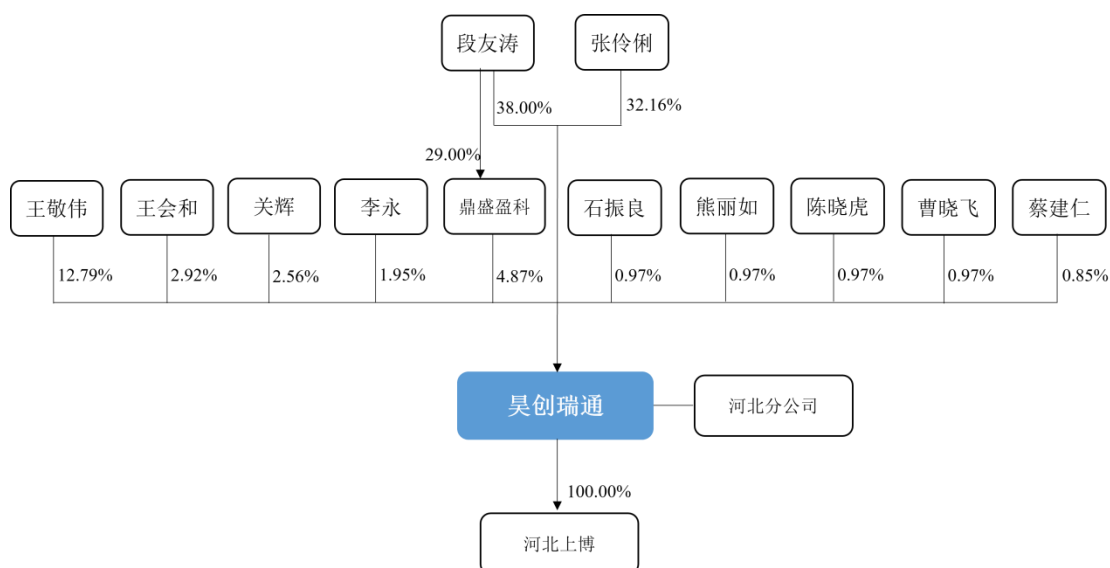 段友涛
张伶俐
38.00%
32.16%
29.00%
王敬伟
王会和
关辉
李永
鼎盛盈科
石振良
熊丽如
陈晓虎
曹晓飞
蔡建仁
12.79%
2.92%
2.56%
1.95%
4.87%
0.97%
0.97%
0.97%
0.97%
0.85%
昊创瑞通
河北分公司
100.00%
河北上博